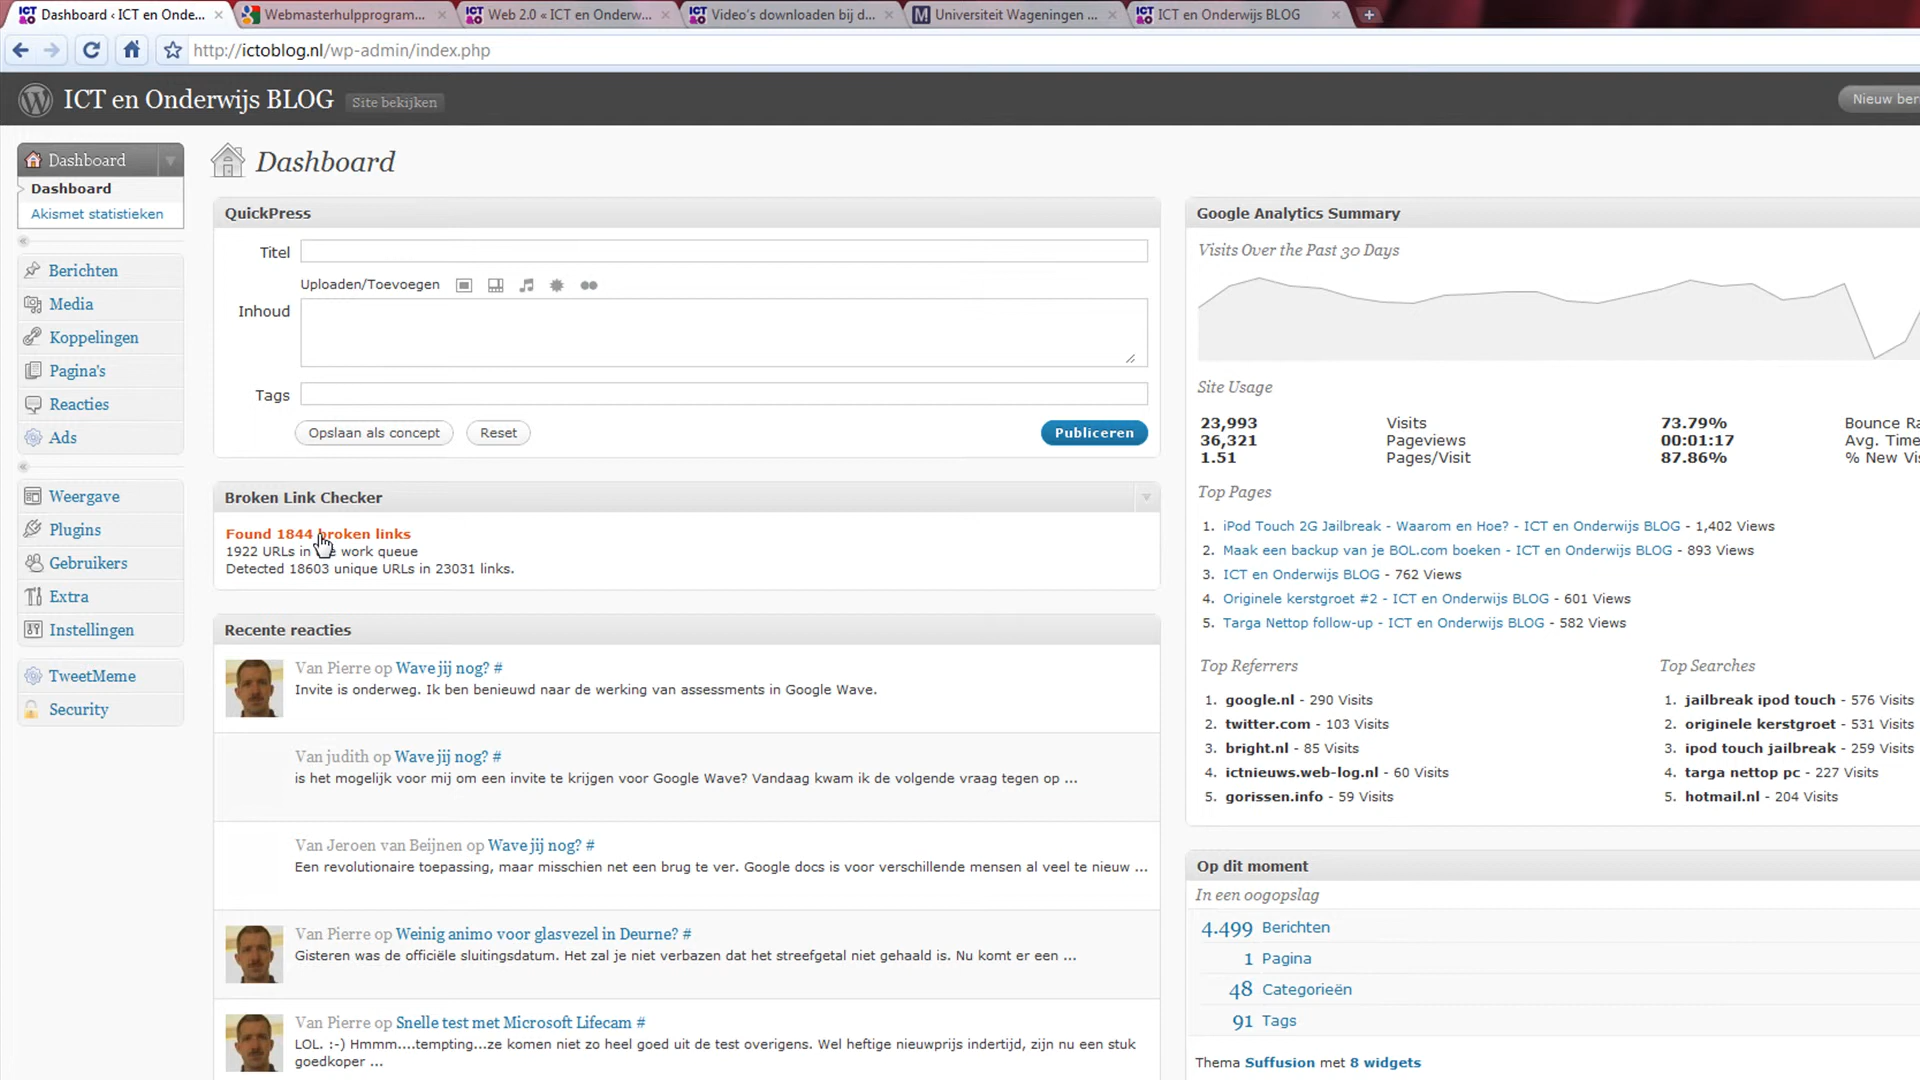 Dashboard ‹ ICT en Onde...
Webmasterhulpprogram...
Web 2.0 « ICT en Onderw...
Video's downloaden bij d...
Universiteit Wageningen ...
ICT en Onderwijs BLOG
http://ictoblog.nl/wp-admin/index.php
ICT en Onderwijs BLOG
Site bekijken
Nieuw ber
Dashboard
Dashboard
Akismet statistieken
Berichten
Media
Koppelingen
Pagina's
Reacties
Ads
Weergave
Plugins
Gebruikers
Extra
Instellingen
TweetMeme
Security
Dashboard
QuickPress
Titel
Uploaden/Toevoegen
Inhoud
Tags
Opslaan als concept
Reset
Publiceren
Broken Link Checker
Found 1844 broken links
1922 URLs in work queue
Detected 18603 unique URLs in 23031 links.
Recente reacties
Van Pierre op Wave jij nog? #
Invite is onderweg. Ik ben benieuwd naar de werking van assessments in Google Wave.
Van judith op Wave jij nog? #
is het mogelijk voor mij om een invite te krijgen voor Google Wave? Vandaag kwam ik de volgende vraag tegen op ...
Van Jeroen van Beijnen op Wave jij nog? #
Een revolutionaire toepassing, maar misschien net een brug te ver. Google docs is voor verschillende mensen al veel te nieuw ...
Van Pierre op Weinig animo voor glasvezel in Deurne? #
Gisteren was de officiële sluitingsdatum. Het zal je niet verbazen dat het streefgetal niet gehaald is. Nu komt er een ...
Van Pierre op Snelle test met Microsoft Lifecam #
LOL. :-) Hmmm....tempting...ze komen niet zo heel goed uit de test overigens. Wel heftige nieuwprijs indertijd, zijn nu een stuk
goedkoper ...
Google Analytics Summary
Visits Over the Past 30 Days
Site Usage
23,993 Visits 73.79% Bounce Ra
36,321 Pageviews 00:01:17 Avg. Time
1.51 Pages/Visit 87.86% % New Vis
Top Pages
1. iPod Touch 2G Jailbreak - Waarom en Hoe? - ICT en Onderwijs BLOG - 1,402 Views
2. Maak een backup van je BOL.com boeken - ICT en Onderwijs BLOG - 893 Views
3. ICT en Onderwijs BLOG - 762 Views
4. Originele kerstgroet #2 - ICT en Onderwijs BLOG - 601 Views
5. Targa Nettop follow-up - ICT en Onderwijs BLOG - 582 Views
Top Referrers
1. google.nl - 290 Visits
2. twitter.com - 103 Visits
3. bright.nl - 85 Visits
4. ictnieuws.web-log.nl - 60 Visits
5. gorissen.info - 59 Visits
Top Searches
1. jailbreak ipod touch - 576 Visits
2. originele kerstgroet - 531 Visits
3. ipod touch jailbreak - 259 Visits
4. targa nettop pc - 227 Visits
5. hotmail.nl - 204 Visits
Op dit moment
In een oogopslag
4.499 Berichten
1 Pagina
48 Categorieën
91 Tags
Thema Suffusion met 8 widgets